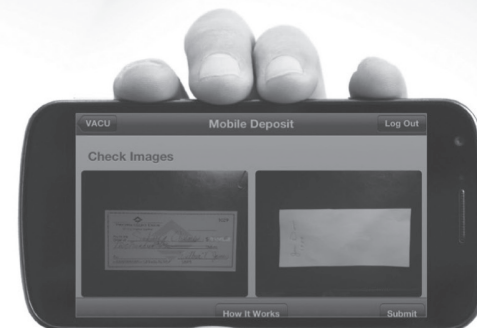 VACU
Mobile Deposit
Log Out
Check Images
How It Works
Submit